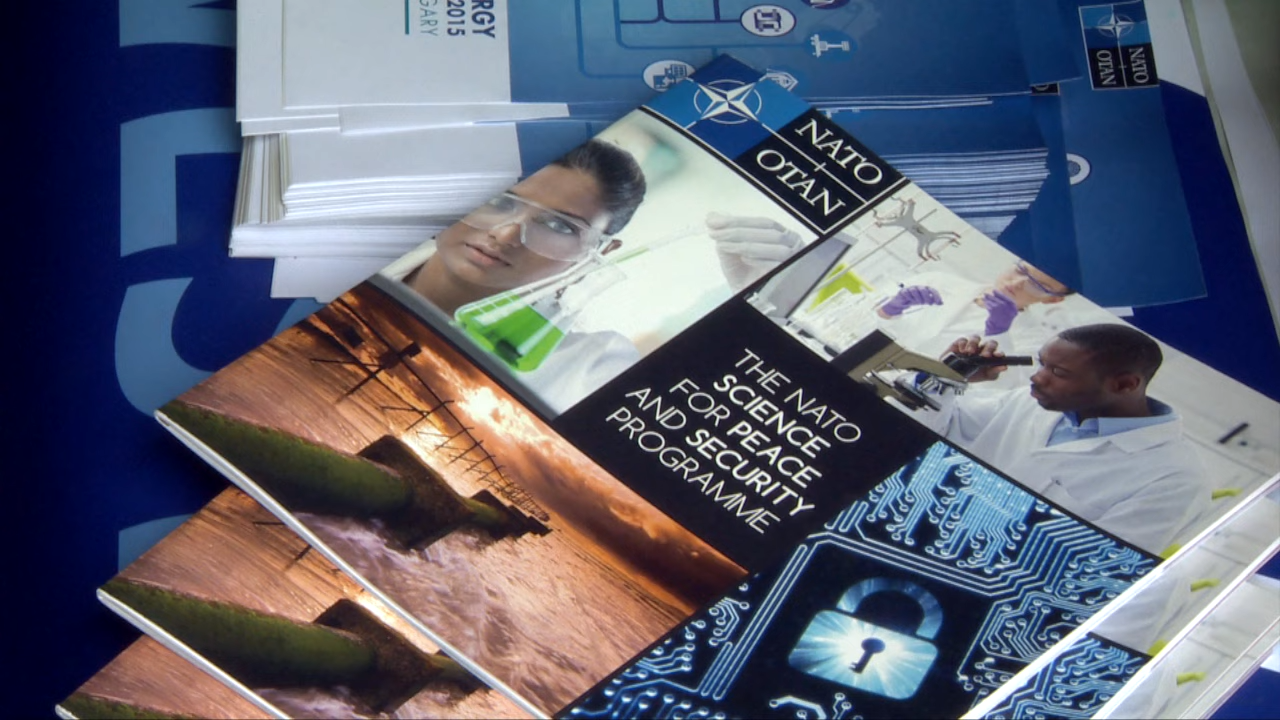 RGY
2015
GARY
NATO
OTAN
NATO
OTAN
THE NATO
SCIENCE
FOR PEACE
AND SECURITY
PROGRAMME